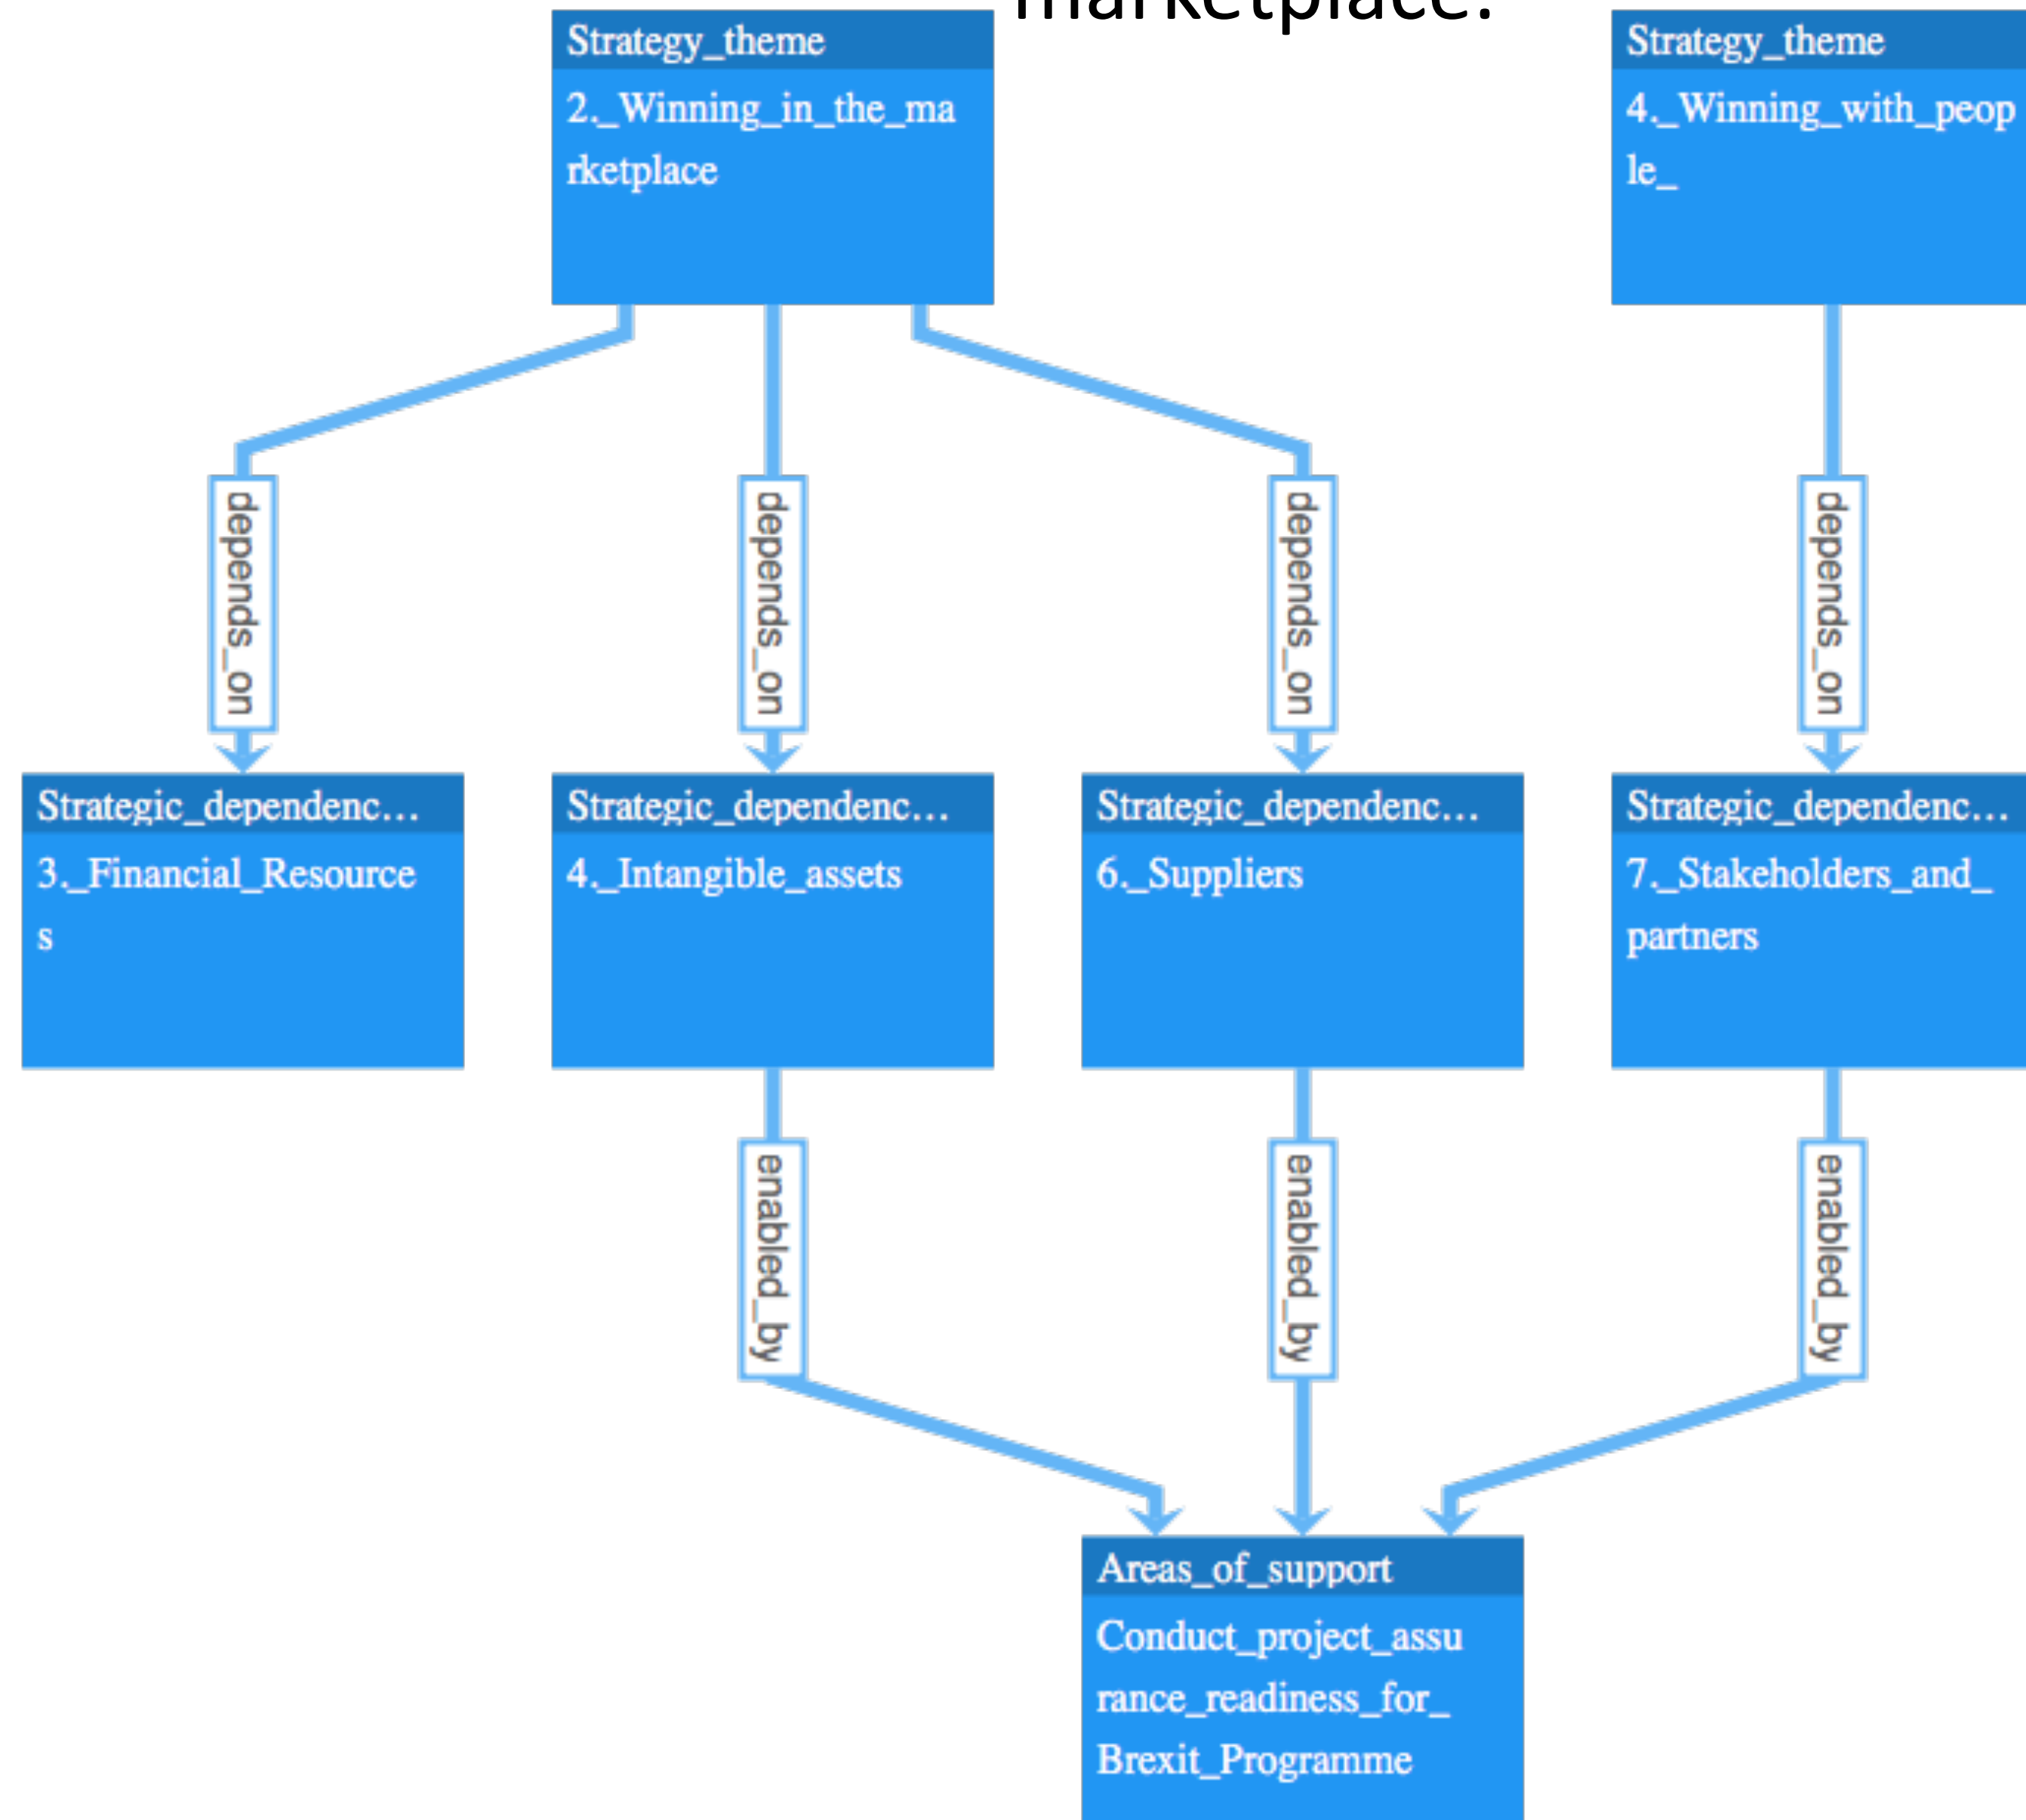 marketplace.
Strategy_theme
2._Winning_in_the_ma
rketplace
Strategy_theme
4._Winning_with_peop
le_
depends_on
depends_on
depends_on
depends_on
Strategic_dependenc...
3._Financial_Resource
s
Strategic_dependenc...
4._Intangible_assets
Strategic_dependenc...
6._Suppliers
Strategic_dependenc...
7._Stakeholders_and_
partners
enabled_by
enabled_by
enabled_by
Areas_of_support
Conduct_project_assu
rance_readiness_for_
Brexit_Programme